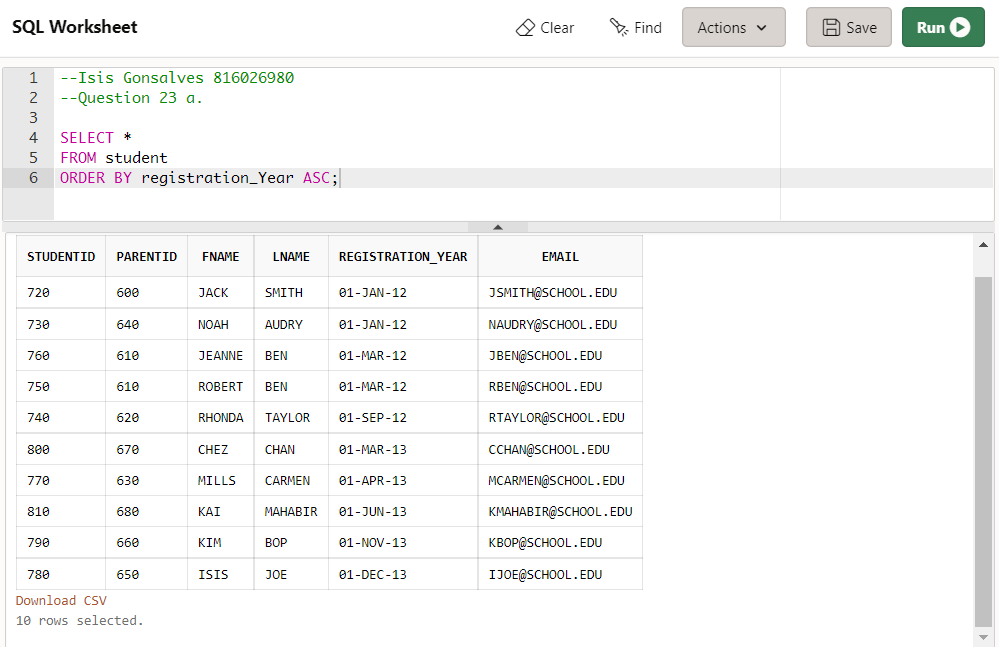 SQL Worksheet Clear Find Actions Save Run
1 --Isis Gonsalves 816026980
2 --Question 23 a.
3
4 SELECT *
5 FROM student
6 ORDER BY registration_Year ASC;
STUDENTID PARENTID FNAME LNAME REGISTRATION_YEAR EMAIL
720 600 JACK SMITH 01-JAN-12 JSMITH@SCHOOL.EDU
730 640 NOAH AUDRY 01-JAN-12 NAUDRY@SCHOOL.EDU
760 610 JEANNE BEN 01-MAR-12 JBEN@SCHOOL.EDU
750 610 ROBERT BEN 01-MAR-12 RBEN@SCHOOL.EDU
740 620 RHONDA TAYLOR 01-SEP-12 RTAYLOR@SCHOOL.EDU
800 670 CHEZ CHAN 01-MAR-13 CCHAN@SCHOOL.EDU
770 630 MILLS CARMEN 01-APR-13 MCARMEN@SCHOOL.EDU
810 680 KAI MAHABIR 01-JUN-13 KMAHABIR@SCHOOL.EDU
790 660 KIM BOP 01-NOV-13 KBOP@SCHOOL.EDU
780 650 ISIS JOE 01-DEC-13 IJOE@SCHOOL.EDU
Download CSV
10 rows selected.